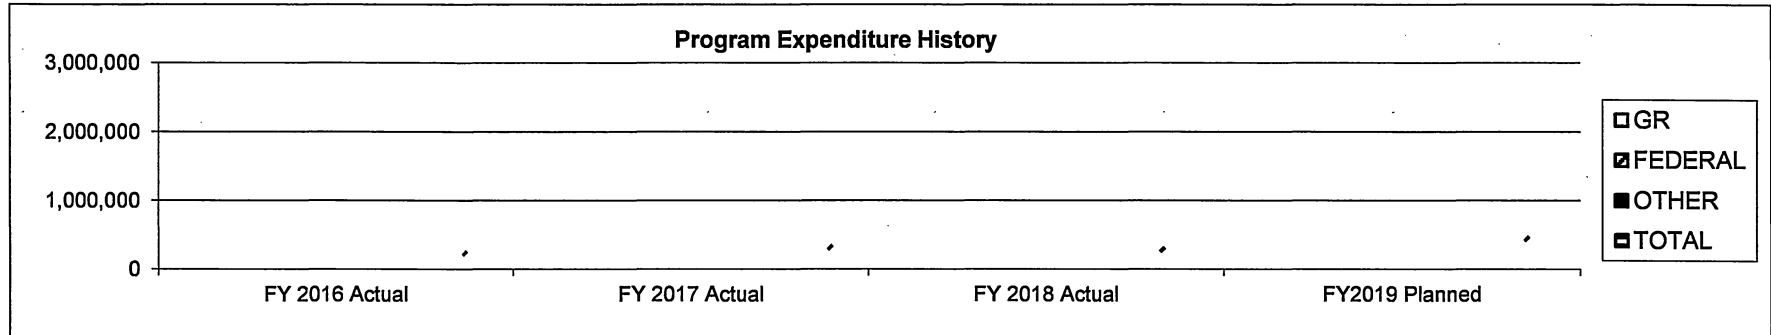 Program Expenditure History
3,000,000
2,000,000
1,000,000
0
FY 2016 Actual
FY 2017 Actual
FY 2018 Actual
FY2019 Planned
GR
FEDERAL
OTHER
TOTAL